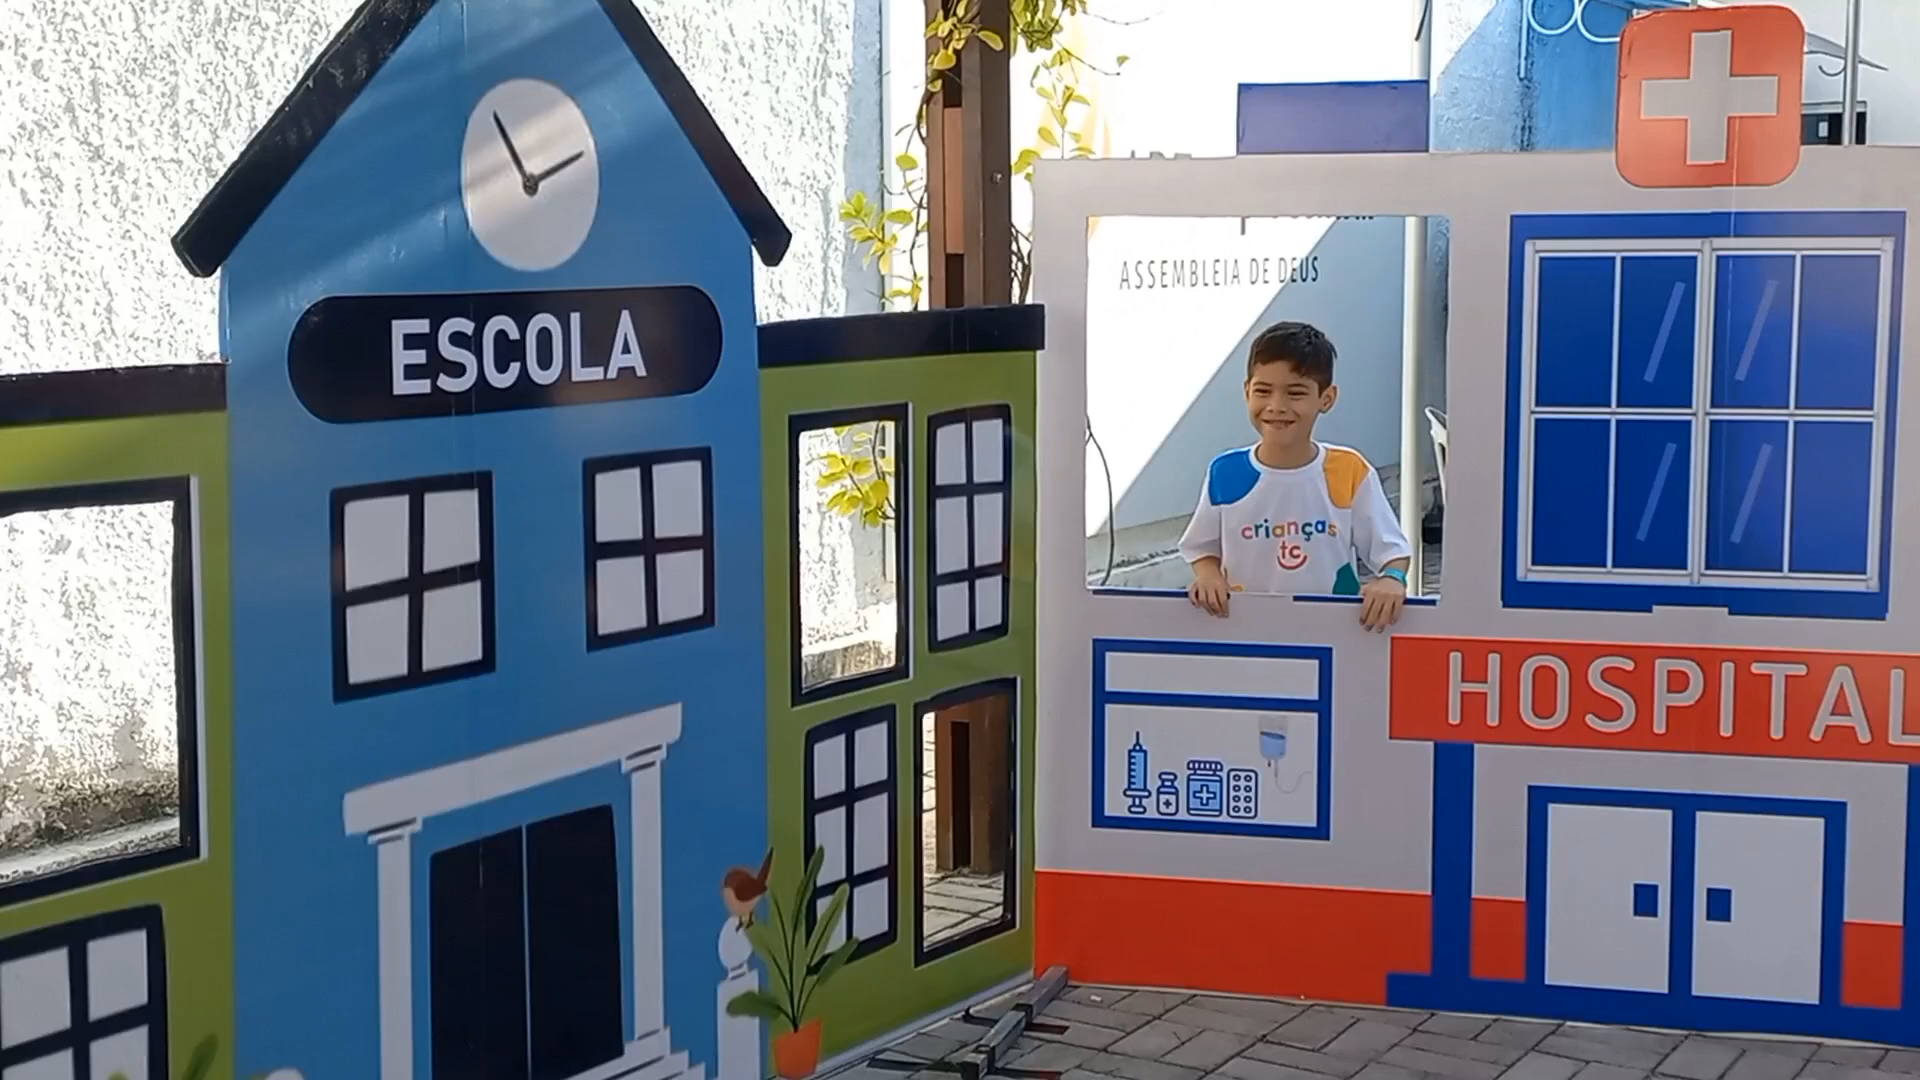 ESCOLA
ASSEMBLEIA DE DEUS
crianças
tc
HOSPITAL